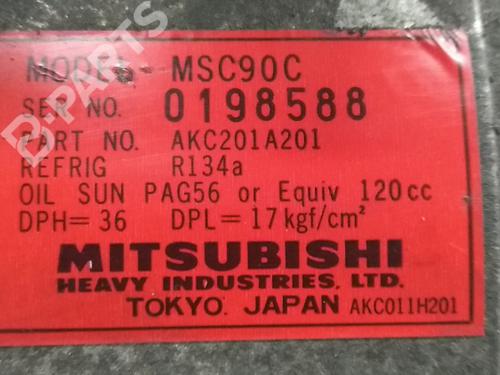 MODEL MSC90C
SER NO. 0198588
PART NO. AKC201A201
REFRIG R134a
OIL SUN PAG56 or Equiv 120cc
DPH=36 DPL=17kgf/cm²
MITSUBISHI
HEAVY INDUSTRIES, LTD.
TOKYO. JAPAN AKC011H201